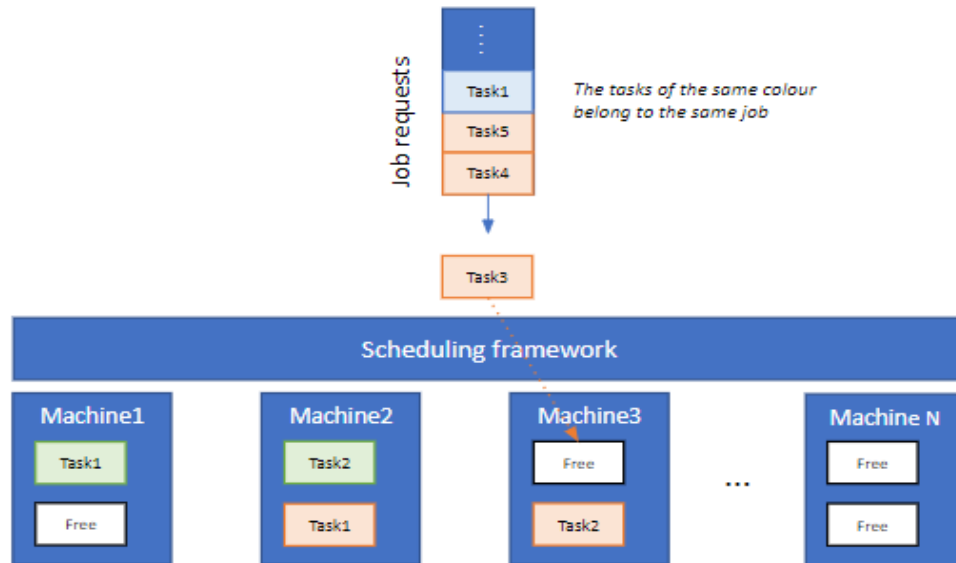 Job requests
Task1
Task5
Task4
The tasks of the same colour
belong to the same job
Task3
Scheduling framework
Machine1
Task1
Free
Machine2
Task2
Task1
Machine3
Free
Task2
...
Machine N
Free
Free